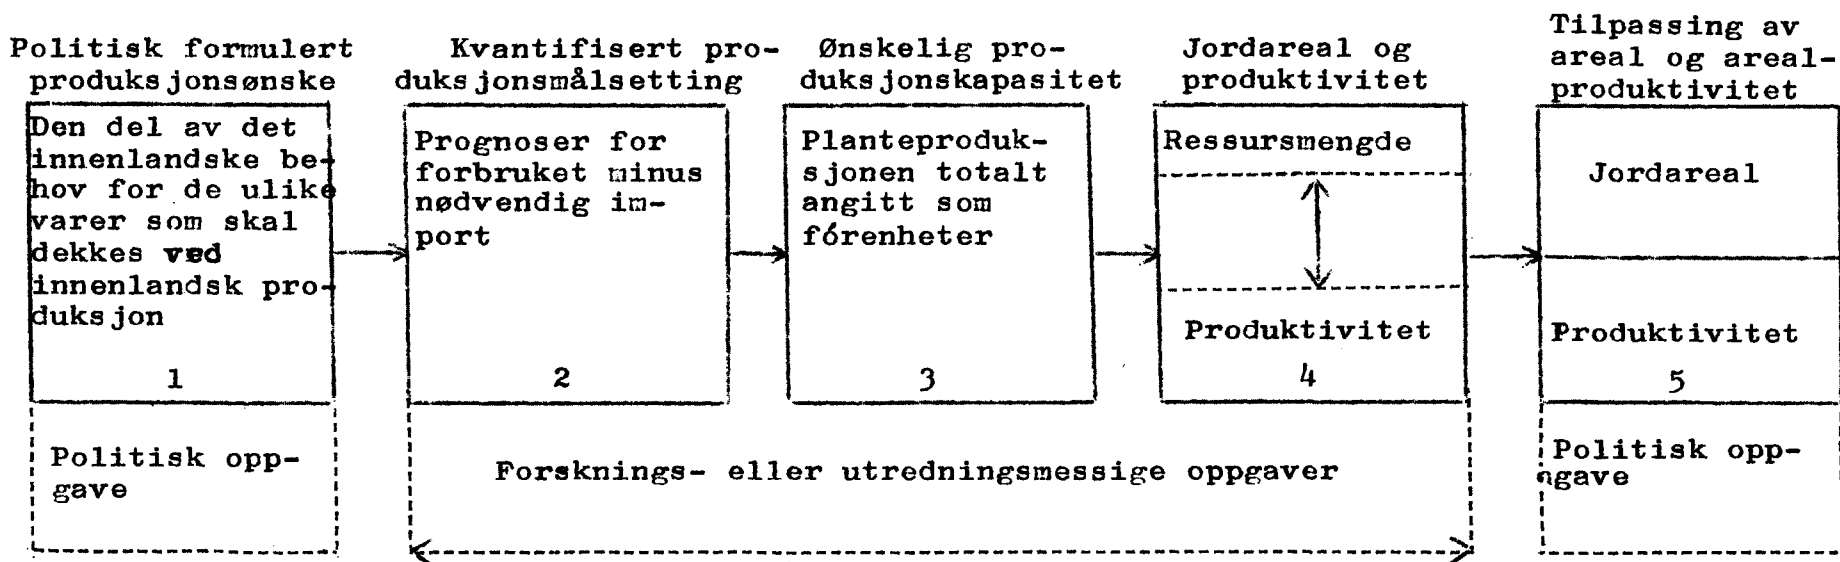 Politisk formulert
produksjonsønske
Den del av det
innenlandske be-
hov for de ulike
varer som skal
dekkes ved
innenlandsk pro-
duksjon
1
Politisk opp-
gave
Kvantifisert pro-
duksjonsmålsetting
Prognoser for
forbruket minus
nødvendig im-
port
2
Ønskelig pro-
duksjonskapasitet
Planteproduk-
sjonen totalt
angitt som
fórenheter
3
Jordareal og
produktivitet
Ressursmengde
Produktivitet
4
Forsknings- eller utredningsmessige oppgaver
Tilpassing av
areal og areal-
produktivitet
Jordareal
Produktivitet
5
Politisk opp-
gave